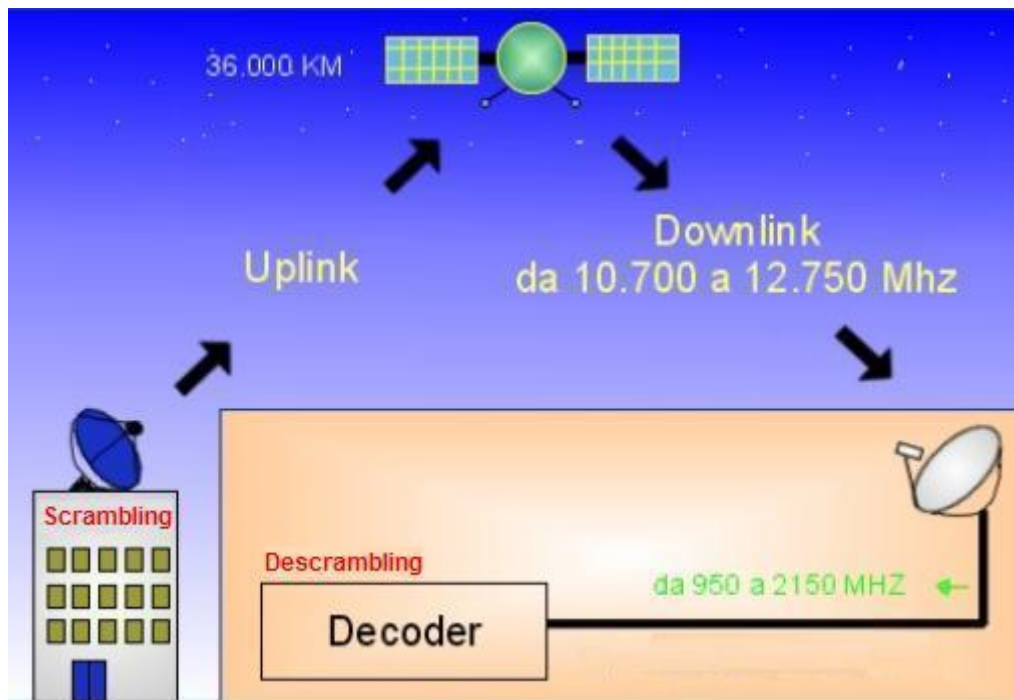 36.000 KM
Uplink
Downlink
da 10.700 a 12.750 Mhz
Scrambling
Descrambling
da 950 a 2150 MHZ
Decoder